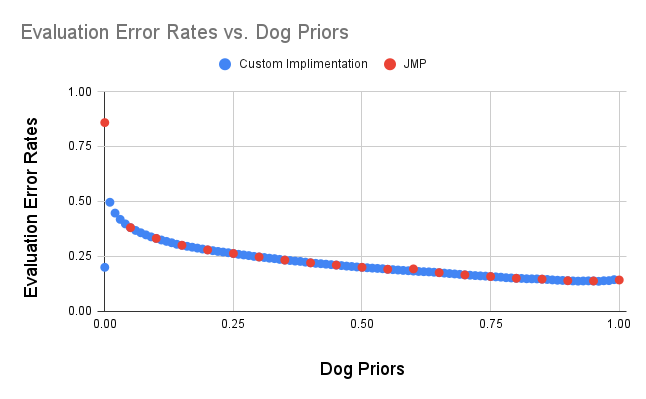 Evaluation Error Rates vs. Dog Priors
Custom Implimentation
JMP
Evaluation Error Rates
1.00
0.75
0.50
0.25
0.00
0.00
0.25
0.50
0.75
1.00
Dog Priors